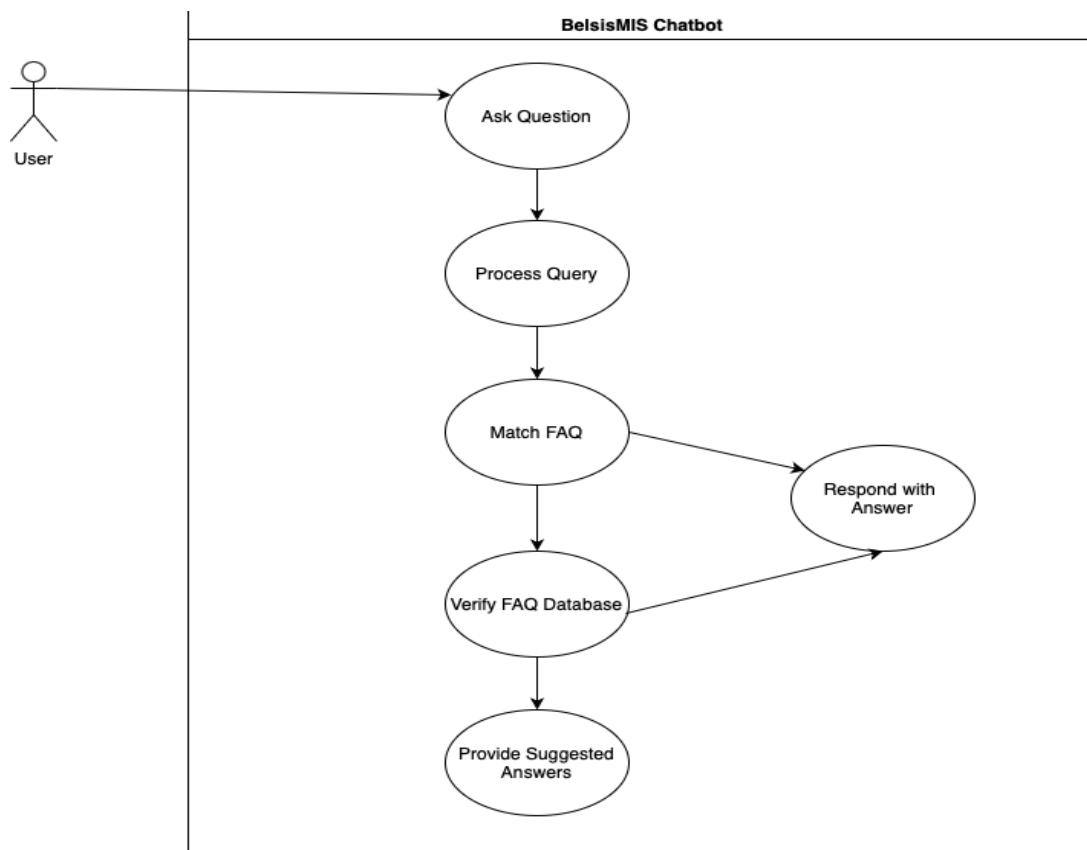 BelsisMIS Chatbot
User
Ask Question
Process Query
Match FAQ
Respond with
Answer
Verify FAQ Database
Provide Suggested
Answers